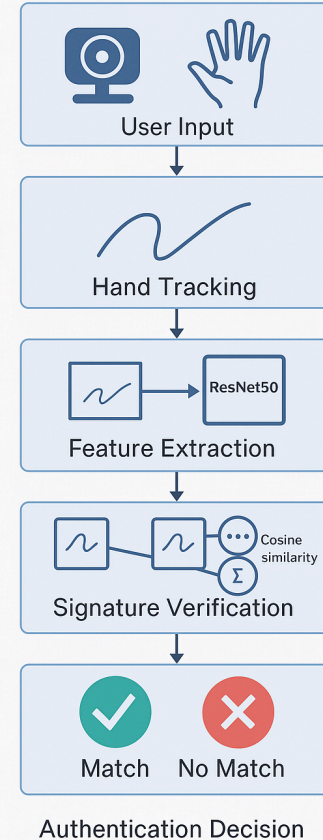 User Input
Hand Tracking
ResNet50
Feature Extraction
Cosine
similarity
Σ
Signature Verification
Match No Match
Authentication Decision